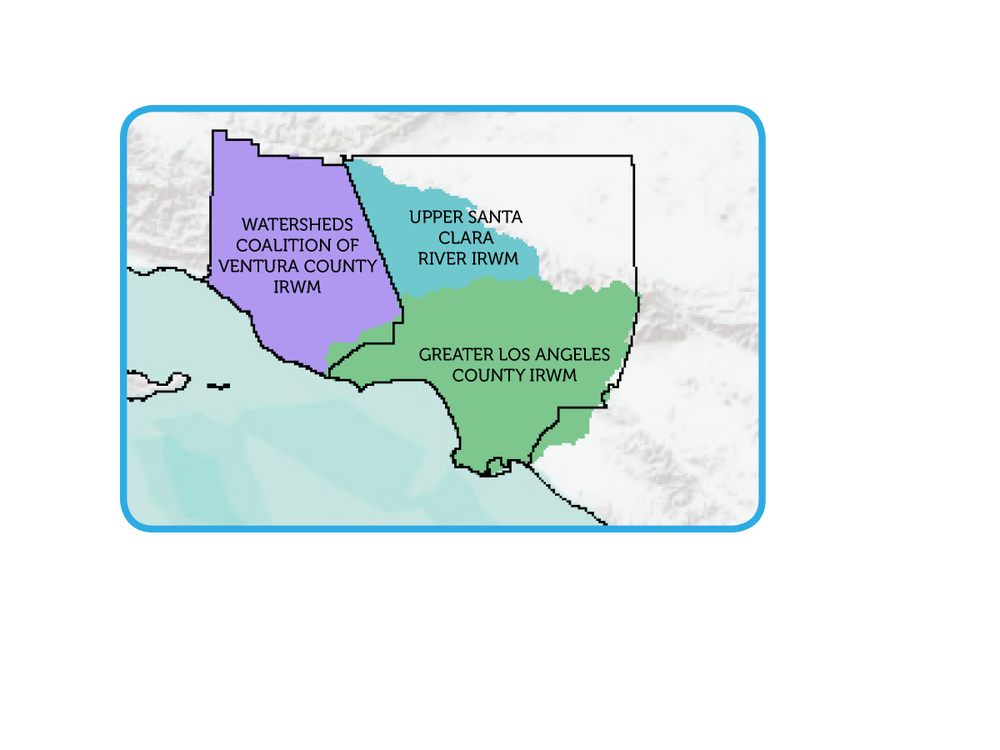 WATERSHEDS
COALITION OF
VENTURA COUNTY
IRWM
UPPER SANTA
CLARA
RIVER IRWM
GREATER LOS ANGELES
COUNTY IRWM